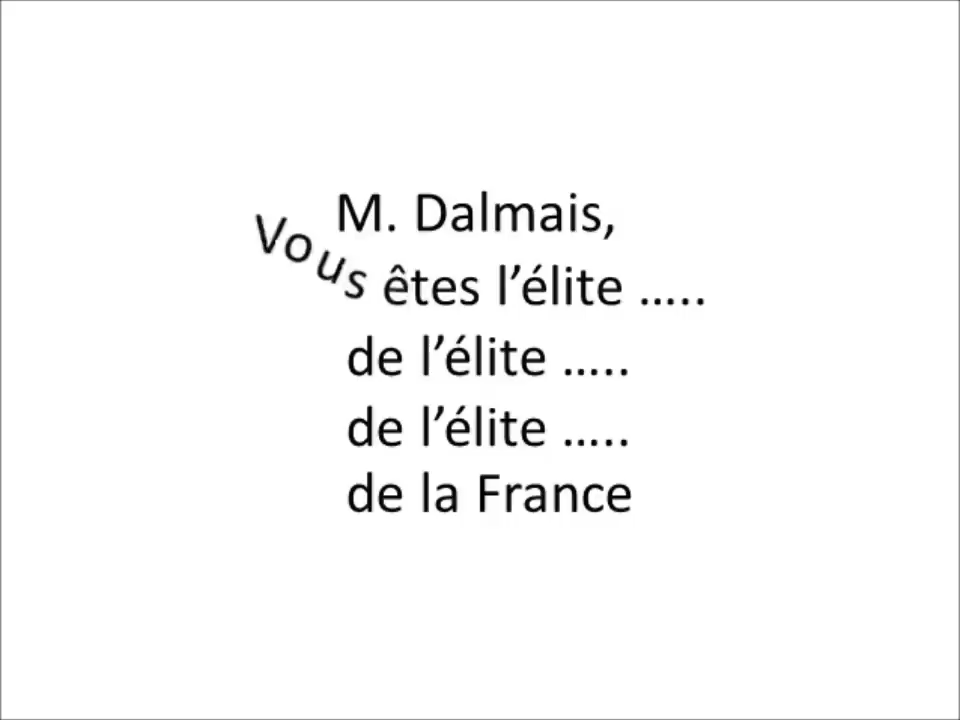 M. Dalmais,
Vous êtes l’élite …..
de l’élite …..
de l’élite …..
de la France